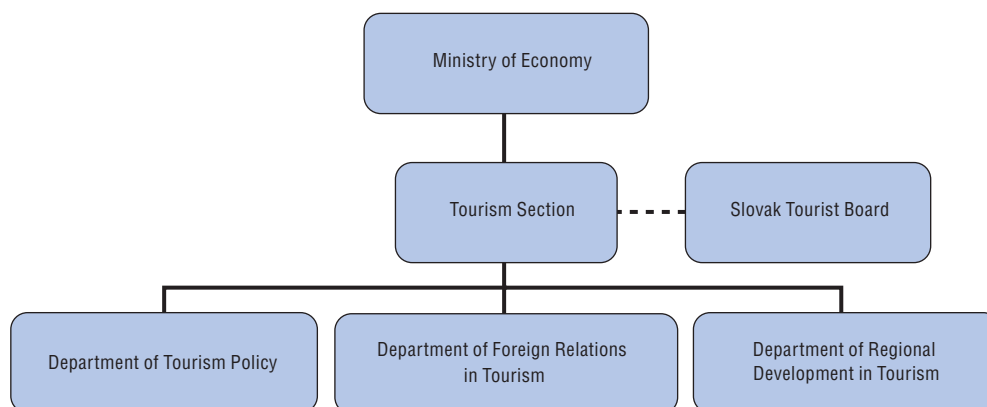 Ministry of Economy
Tourism Section
Slovak Tourist Board
Department of Tourism Policy
Department of Foreign Relations
in Tourism
Department of Regional
Development in Tourism